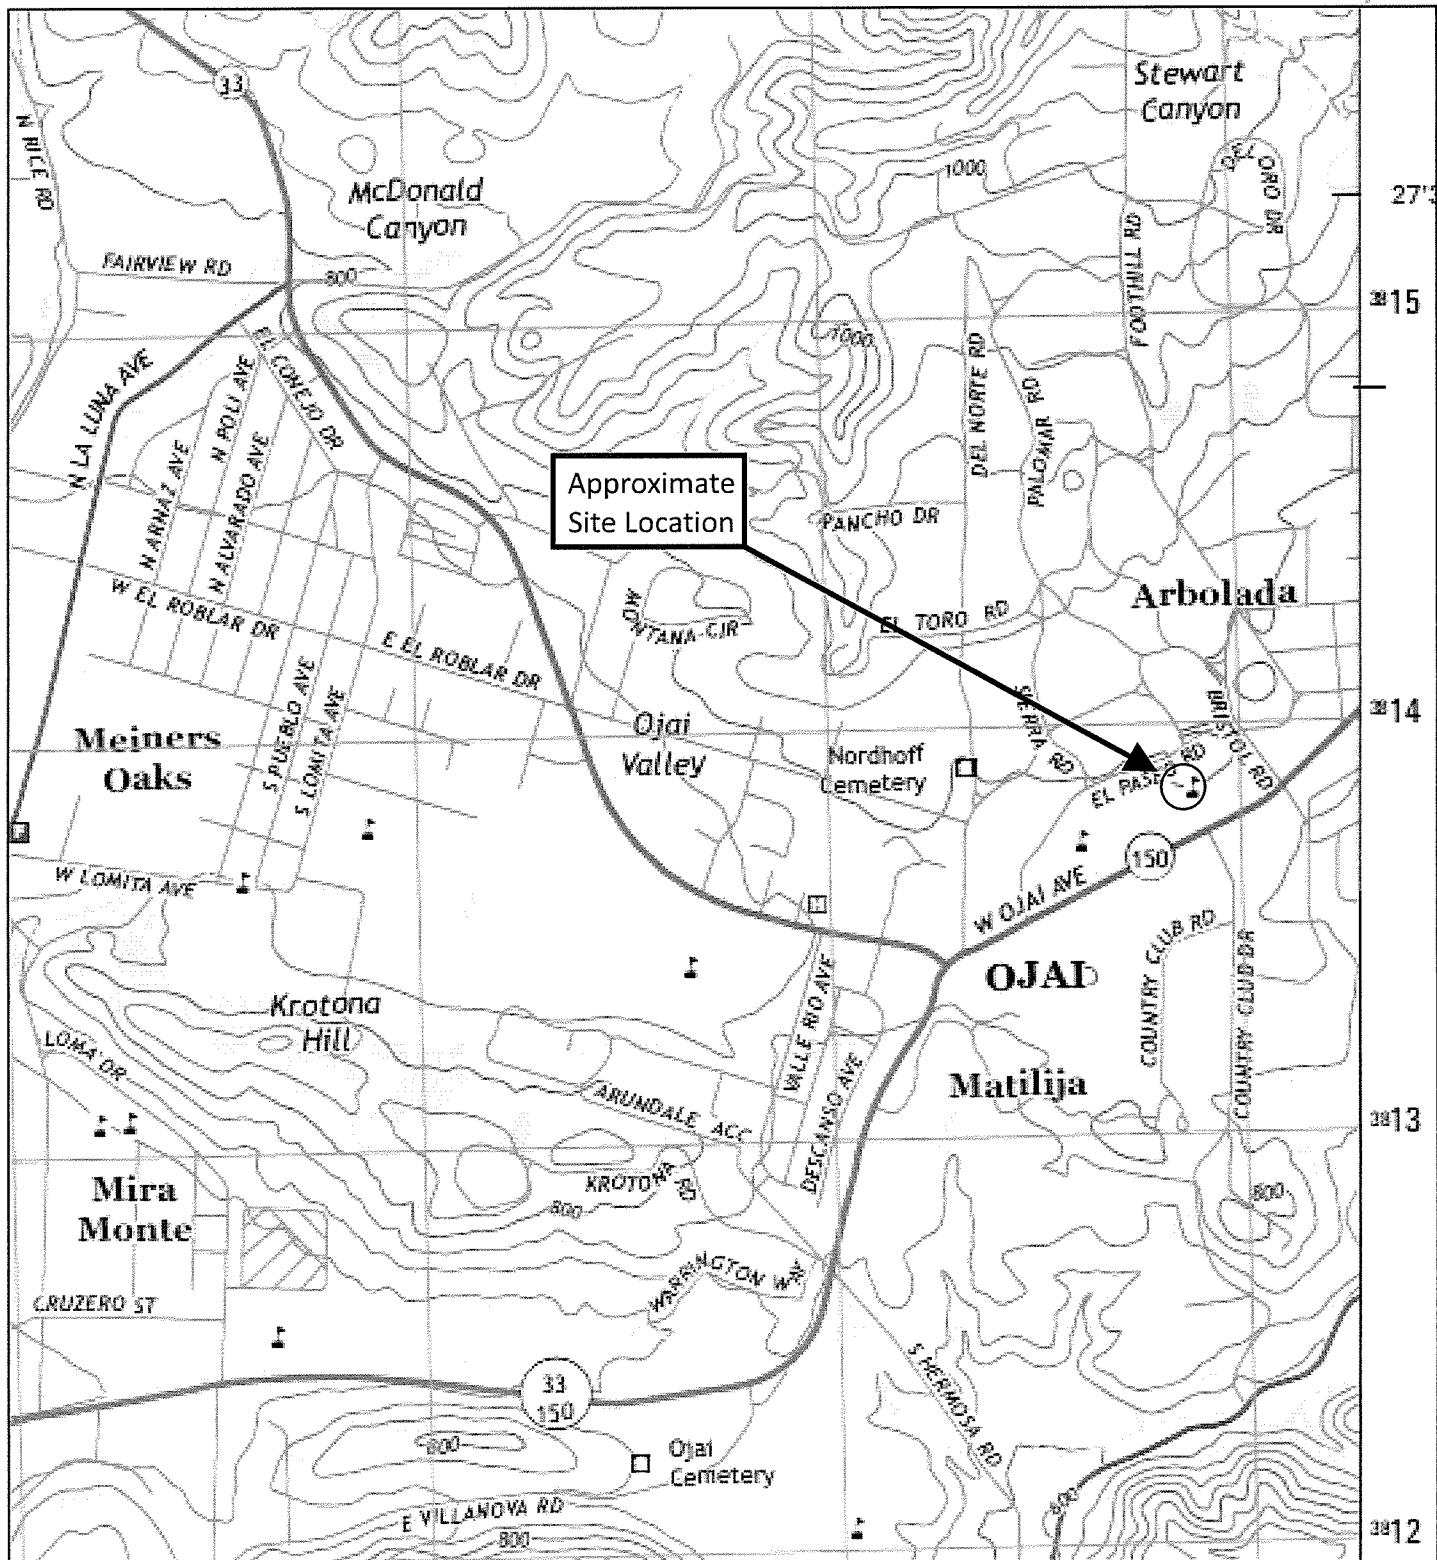 33
Stewart
Canyon
N RICE RD
McDonald
Canyon
1000
ORO DR
27'
FOOTHILL RD
FAIRVIEW RD
800
3815
EL CONEJO DR
1000
N LA LUNA AVE
N POLI AVE
DEL NORTE RD
PALOMAR RD
N ARNAZ AVE
N ALVARADO AVE
Approximate
Site Location
PANCHO DR
W EL ROBLAR DR
Arbolada
MONTANA CIR
EL TORO RD
E EL ROBLAR DR
S PUEBLO AVE
S LOMITA AVE
SIERRA RD
BRISTOL RD
3814
Meiners
Oaks
Ojai
Valley
Nordhoff
Cemetery
EL PASEO RD
150
W LOMITA AVE
W OJAI AVE
COUNTRY CLUB RD
OJAI
COUNTRY CLUB DR
VALLE RIO AVE
Krotona
Hill
LOMA DR
DESCANSO AVE
Matilija
ARUNDALE ACC
3813
Mira
Monte
KROTONA RD
800
800
WARRINGTON WAY
CRUZERO ST
S HERMOSA RD
33
150
800
Ojai
Cemetery
E VILLANOVA RD
800
800
3812